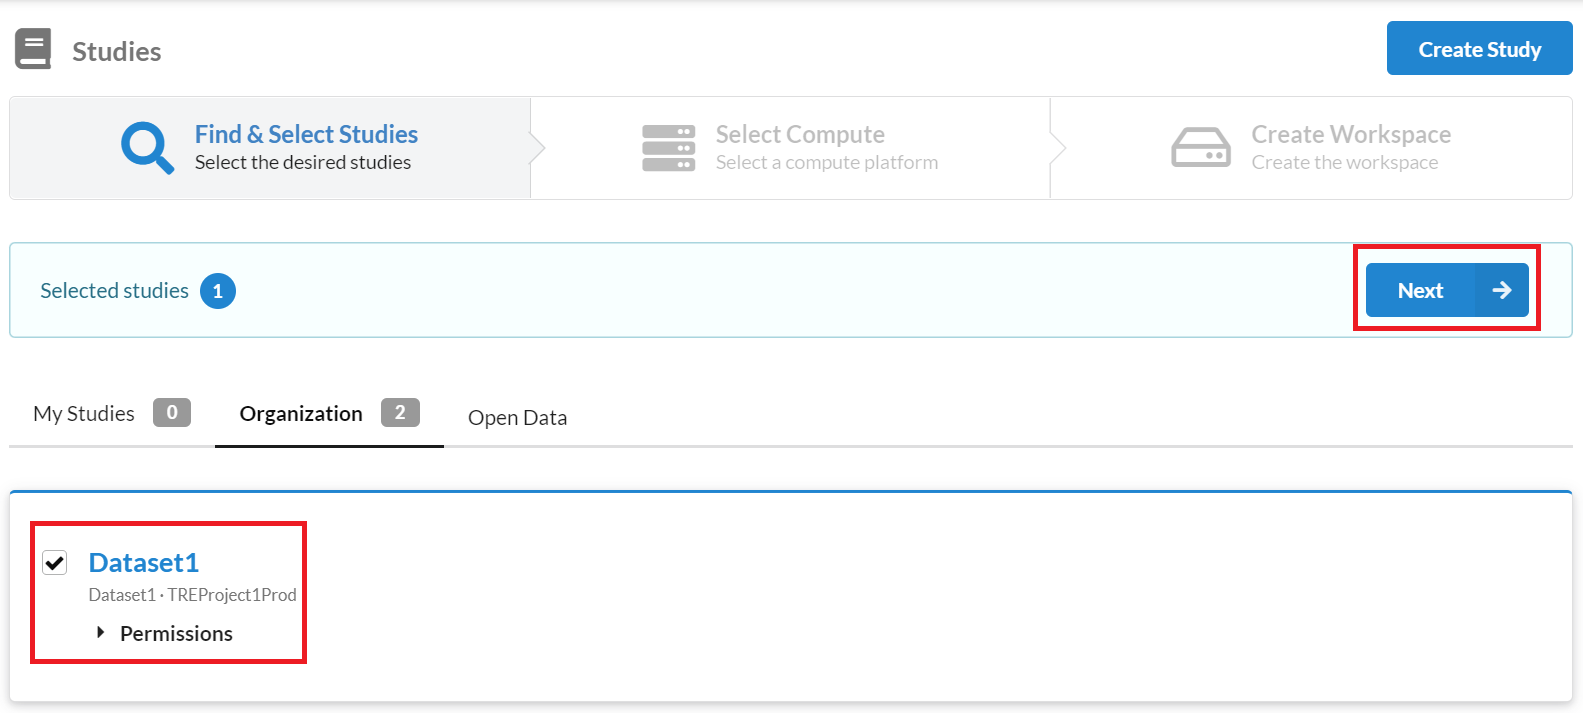 Studies
Create Study
Find & Select Studies
Select the desired studies
Select Compute
Select a compute platform
Create Workspace
Create the workspace
Selected studies 1
Next
My Studies 0
Organization 2
Open Data
Dataset1
Dataset1 · TREProject1Prod
Permissions